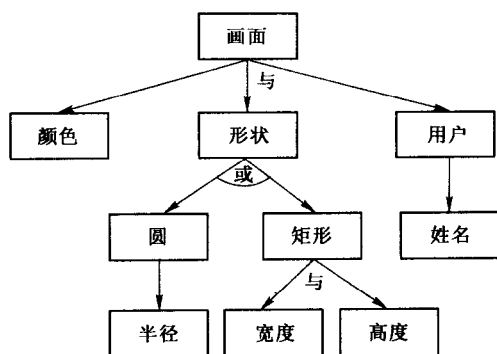 画面
与
颜色
形状
用户
或
圆
矩形
姓名
与
半径
宽度
高度